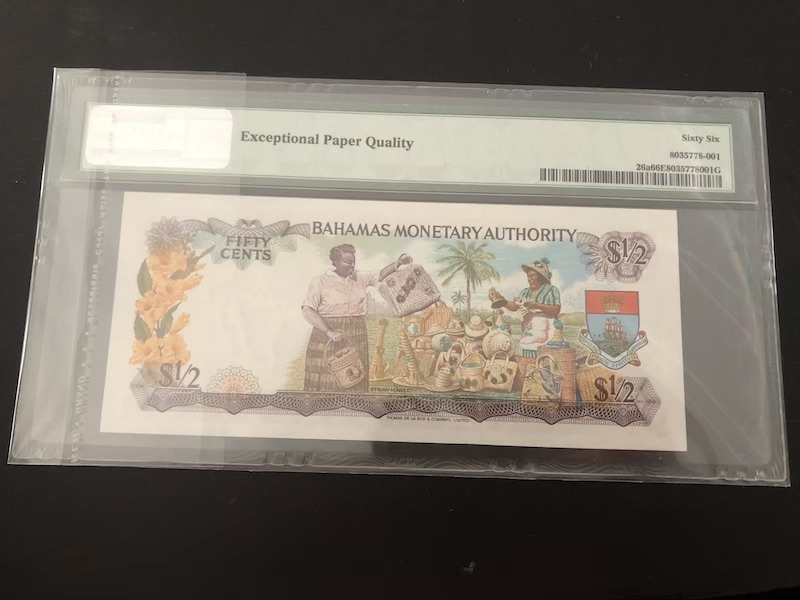 Exceptional Paper Quality
Sixty Six
8035778-001
26a66E8035778001G
BAHAMAS MONETARY AUTHORITY
FIFTY
CENTS
$1/2
$1/2
STRAW MARKET
$1/2
THOMAS DE LA RUE & COMPANY, LIMITED